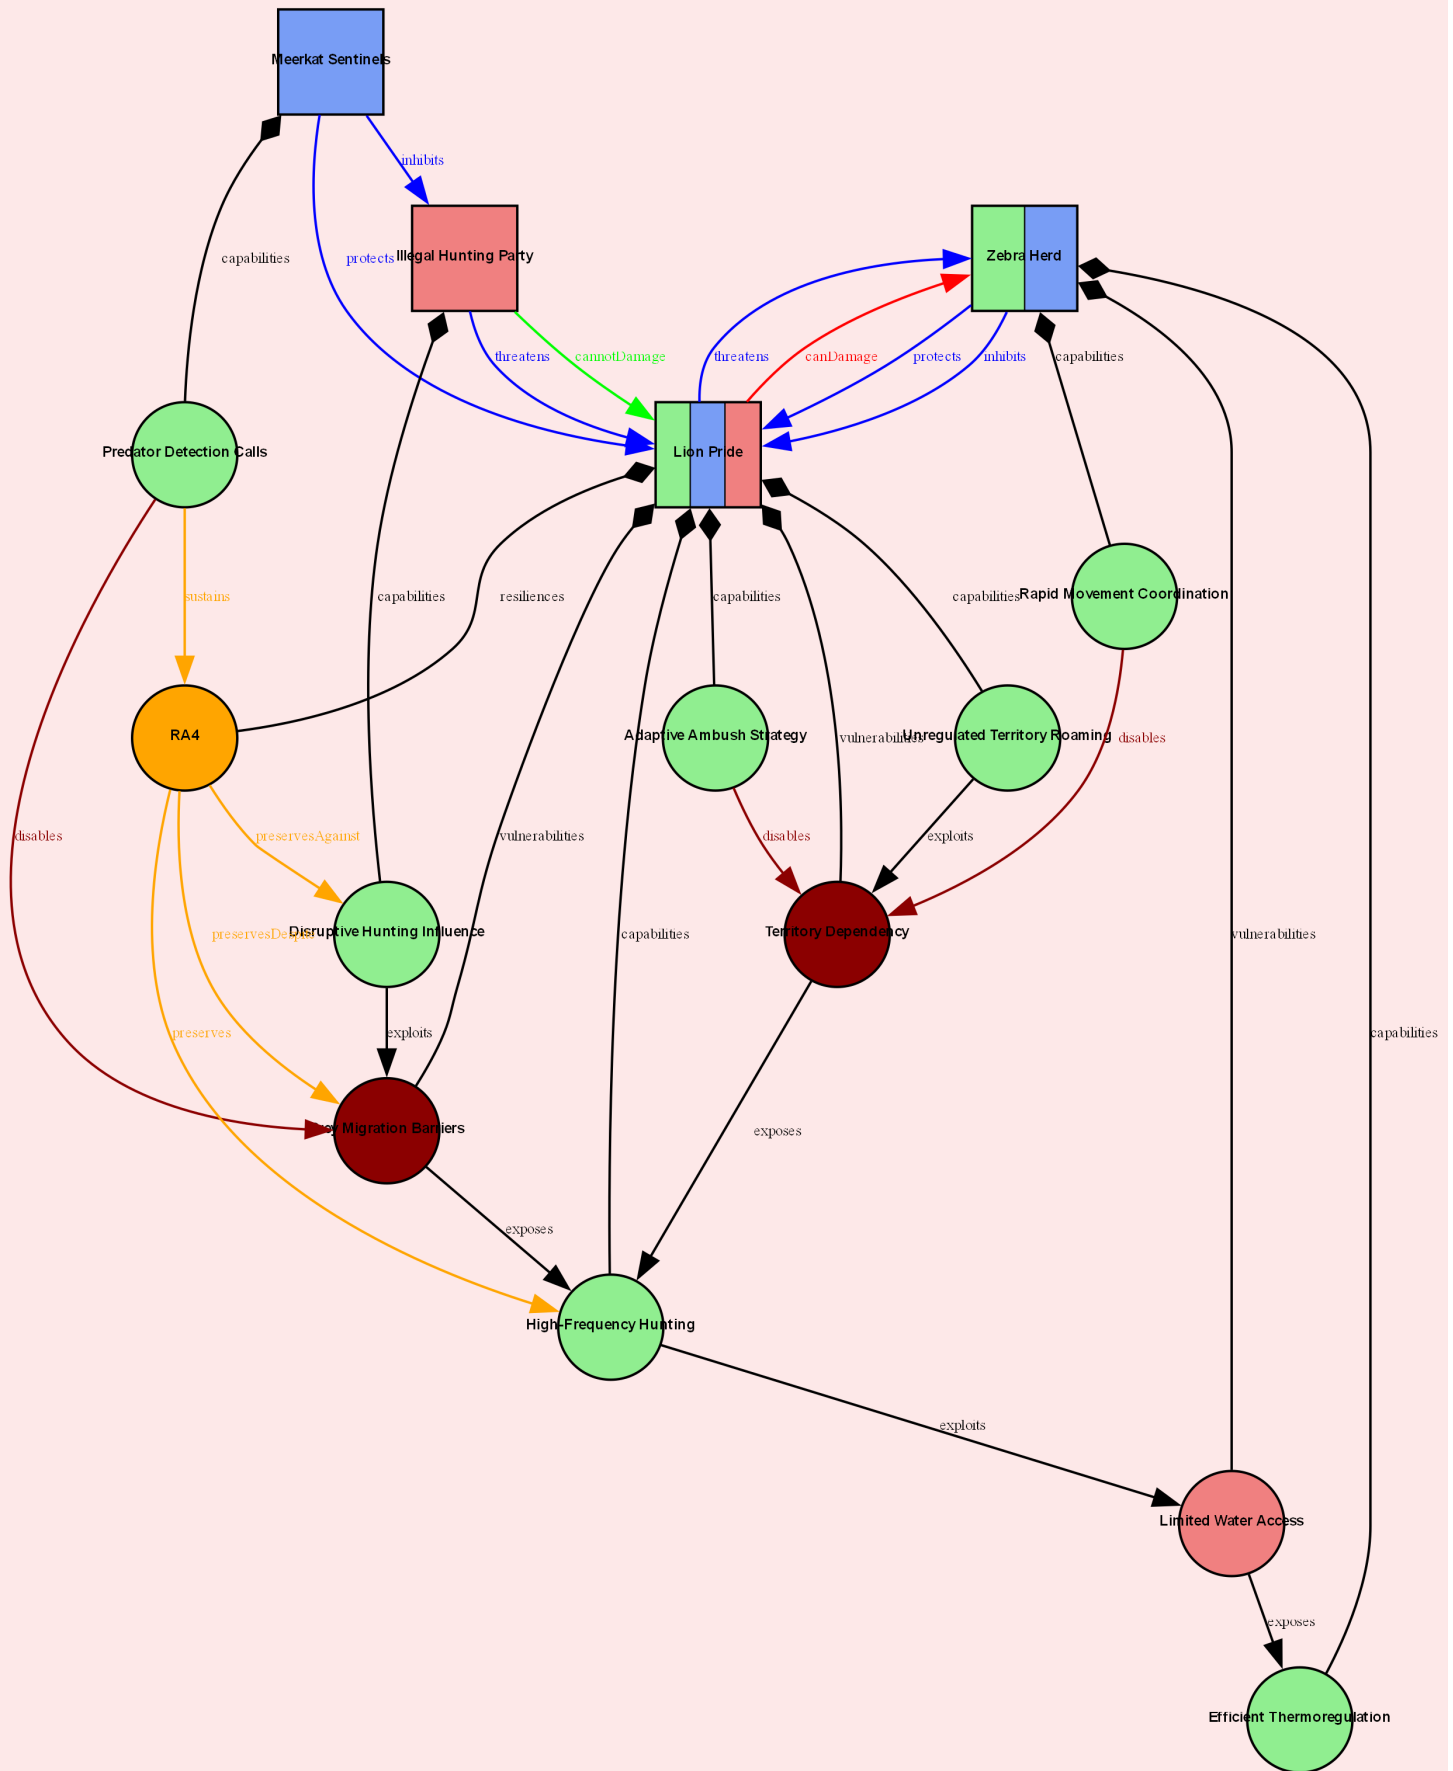 Meerkat Sentinels
inhibits
capabilities
protects
Illegal Hunting Party
Zebra Herd
threatens
cannotDamage
threatens
canDamage
protects
inhibits
capabilities
Predator Detection Calls
Lion Pride
sustains
capabilities
resiliences
capabilities
capabilities
Rapid Movement Coordination
RA4
Adaptive Ambush Strategy
vulnerabilities
Unregulated Territory Roaming
disables
disables
preservesAgainst
vulnerabilities
disables
exploits
preservesDespite
Disruptive Hunting Influence
capabilities
Territory Dependency
vulnerabilities
preserves
exploits
capabilities
Prey Migration Barriers
exposes
exposes
High-Frequency Hunting
exploits
Limited Water Access
exposes
Efficient Thermoregulation